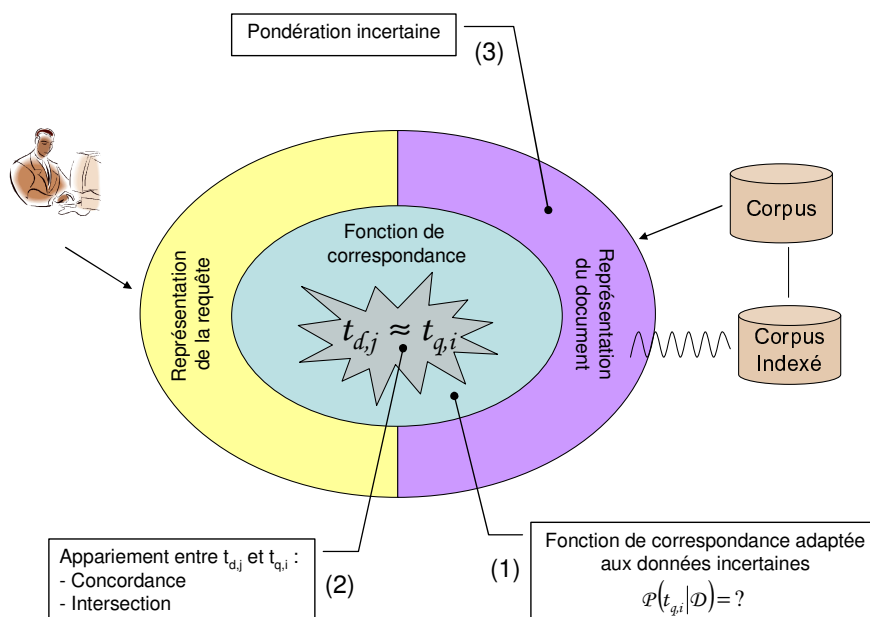 Pondération incertaine
(3)
Corpus
Fonction de
correspondance
Représentation
de la requête
Représentation
du document
t_{d,j} ≈ t_{q,i}
Corpus
Indexé
Appariement entre t_{d,j} et t_{q,i} :
- Concordance
- Intersection
(2)
(1)
Fonction de correspondance adaptée
aux données incertaines
P(t_{q,i}|D) = ?